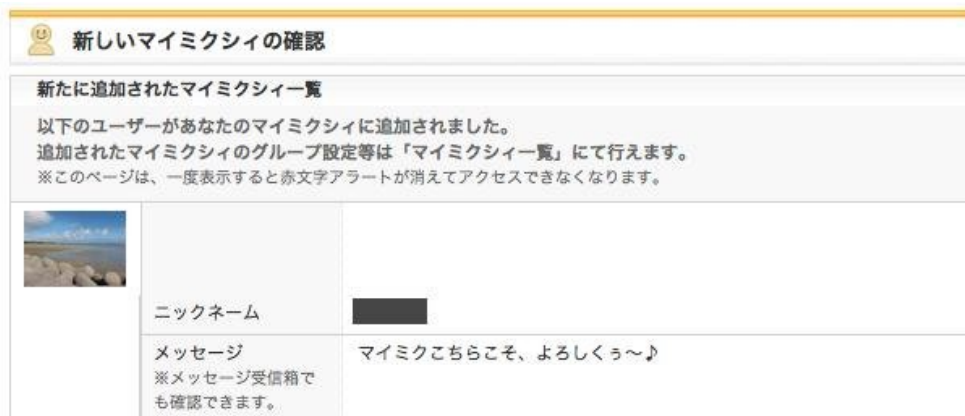 新しいマイミクシィの確認
新たに追加されたマイミクシィ一覧
以下のユーザーがあなたのマイミクシィに追加されました。
追加されたマイミクシィのグループ設定等は「マイミクシィ一覧」にて行えます。
※このページは、一度表示すると赤文字アラートが消えてアクセスできなくなります。
ニックネーム
メッセージ
※メッセージ受信箱で
も確認できます。
マイミクこちらこそ、よろしくぅ〜♪